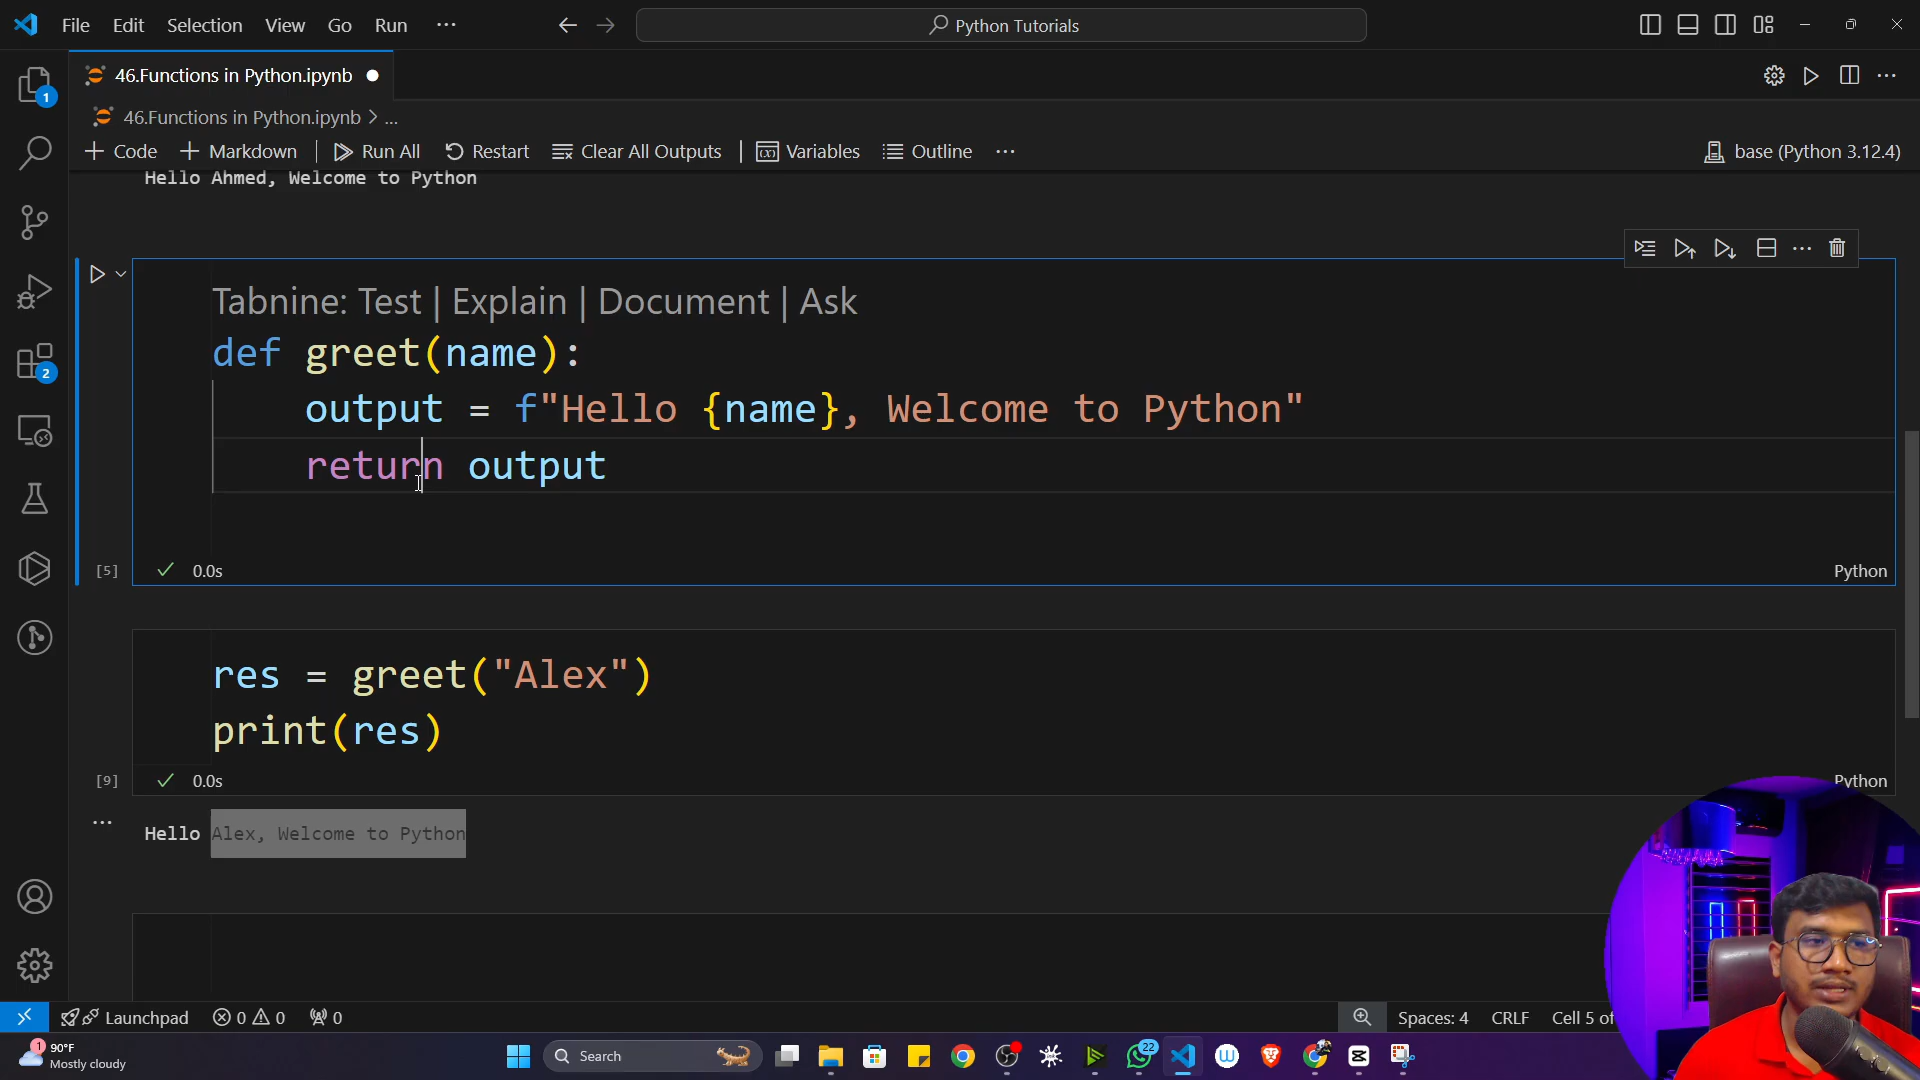 File Edit Selection View Go Run ···
Python Tutorials
46.Functions in Python.ipynb
46.Functions in Python.ipynb > ...
+ Code + Markdown Run All Restart Clear All Outputs Variables Outline ···
base (Python 3.12.4)
Hello Ahmed, Welcome to Python
Tabnine: Test | Explain | Document | Ask
def greet(name):
    output = f"Hello {name}, Welcome to Python"
    return output
[5] 0.0s Python
res = greet("Alex")
print(res)
[9] 0.0s Python
Hello Alex, Welcome to Python
1
2
Launchpad 0 0 0 Spaces: 4 CRLF Cell 5 of
1
90°F
Mostly cloudy
Search
22